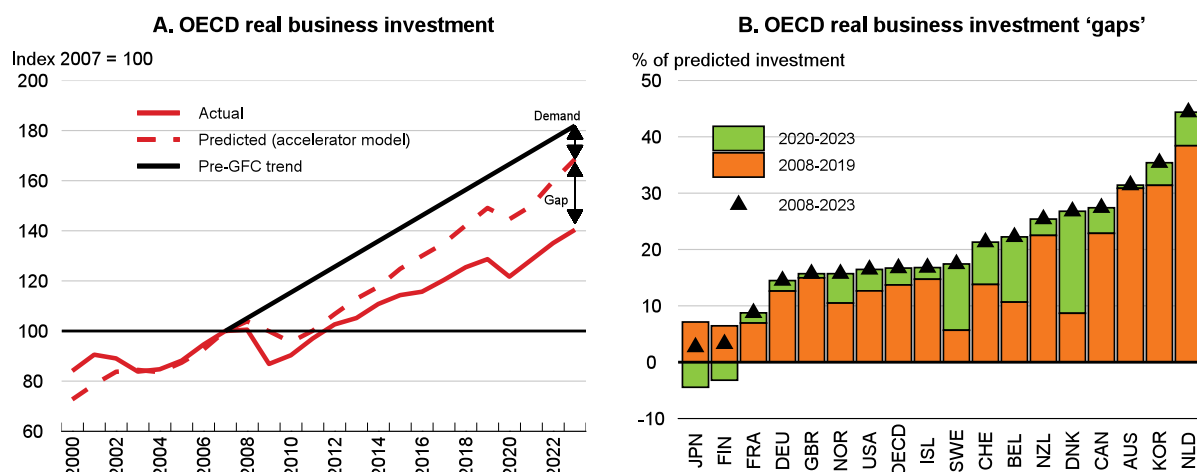 A. OECD real business investment
Index 2007 = 100
200
180
160
140
120
100
80
60
Actual
Predicted (accelerator model)
Pre-GFC trend
Demand
Gap
2000
2002
2004
2006
2008
2010
2012
2014
2016
2018
2020
2022
B. OECD real business investment ‘gaps’
% of predicted investment
50
40
30
20
10
0
-10
2020-2023
2008-2019
2008-2023
JPN
FIN
FRA
DEU
GBR
NOR
USA
OECD
ISL
SWE
CHE
BEL
NZL
DNK
CAN
AUS
KOR
NLD